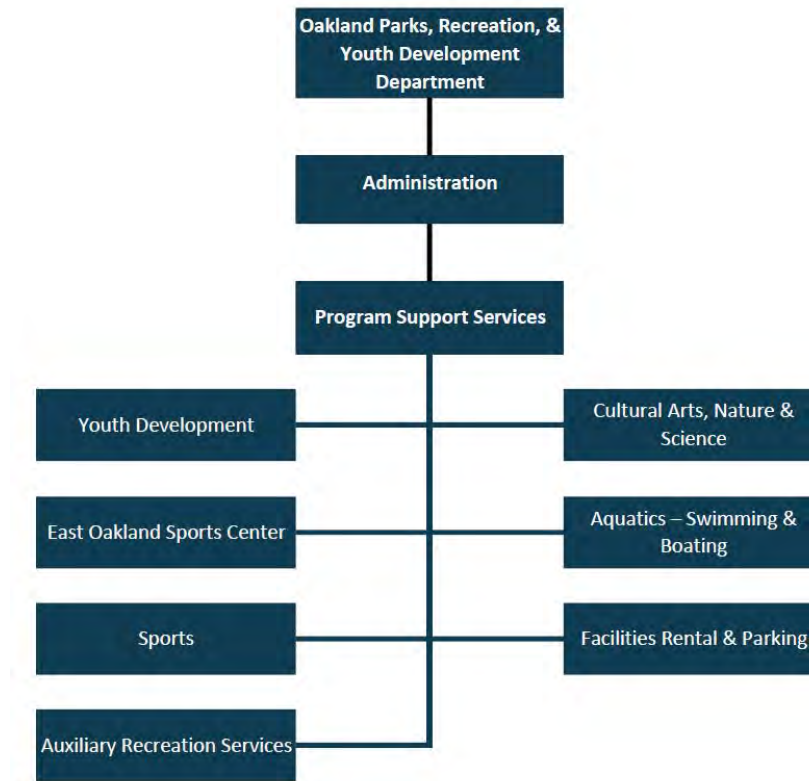 Oakland Parks, Recreation, &
Youth Development
Department
Administration
Program Support Services
Youth Development
Cultural Arts, Nature &
Science
East Oakland Sports Center
Aquatics – Swimming &
Boating
Sports
Facilities Rental & Parking
Auxiliary Recreation Services